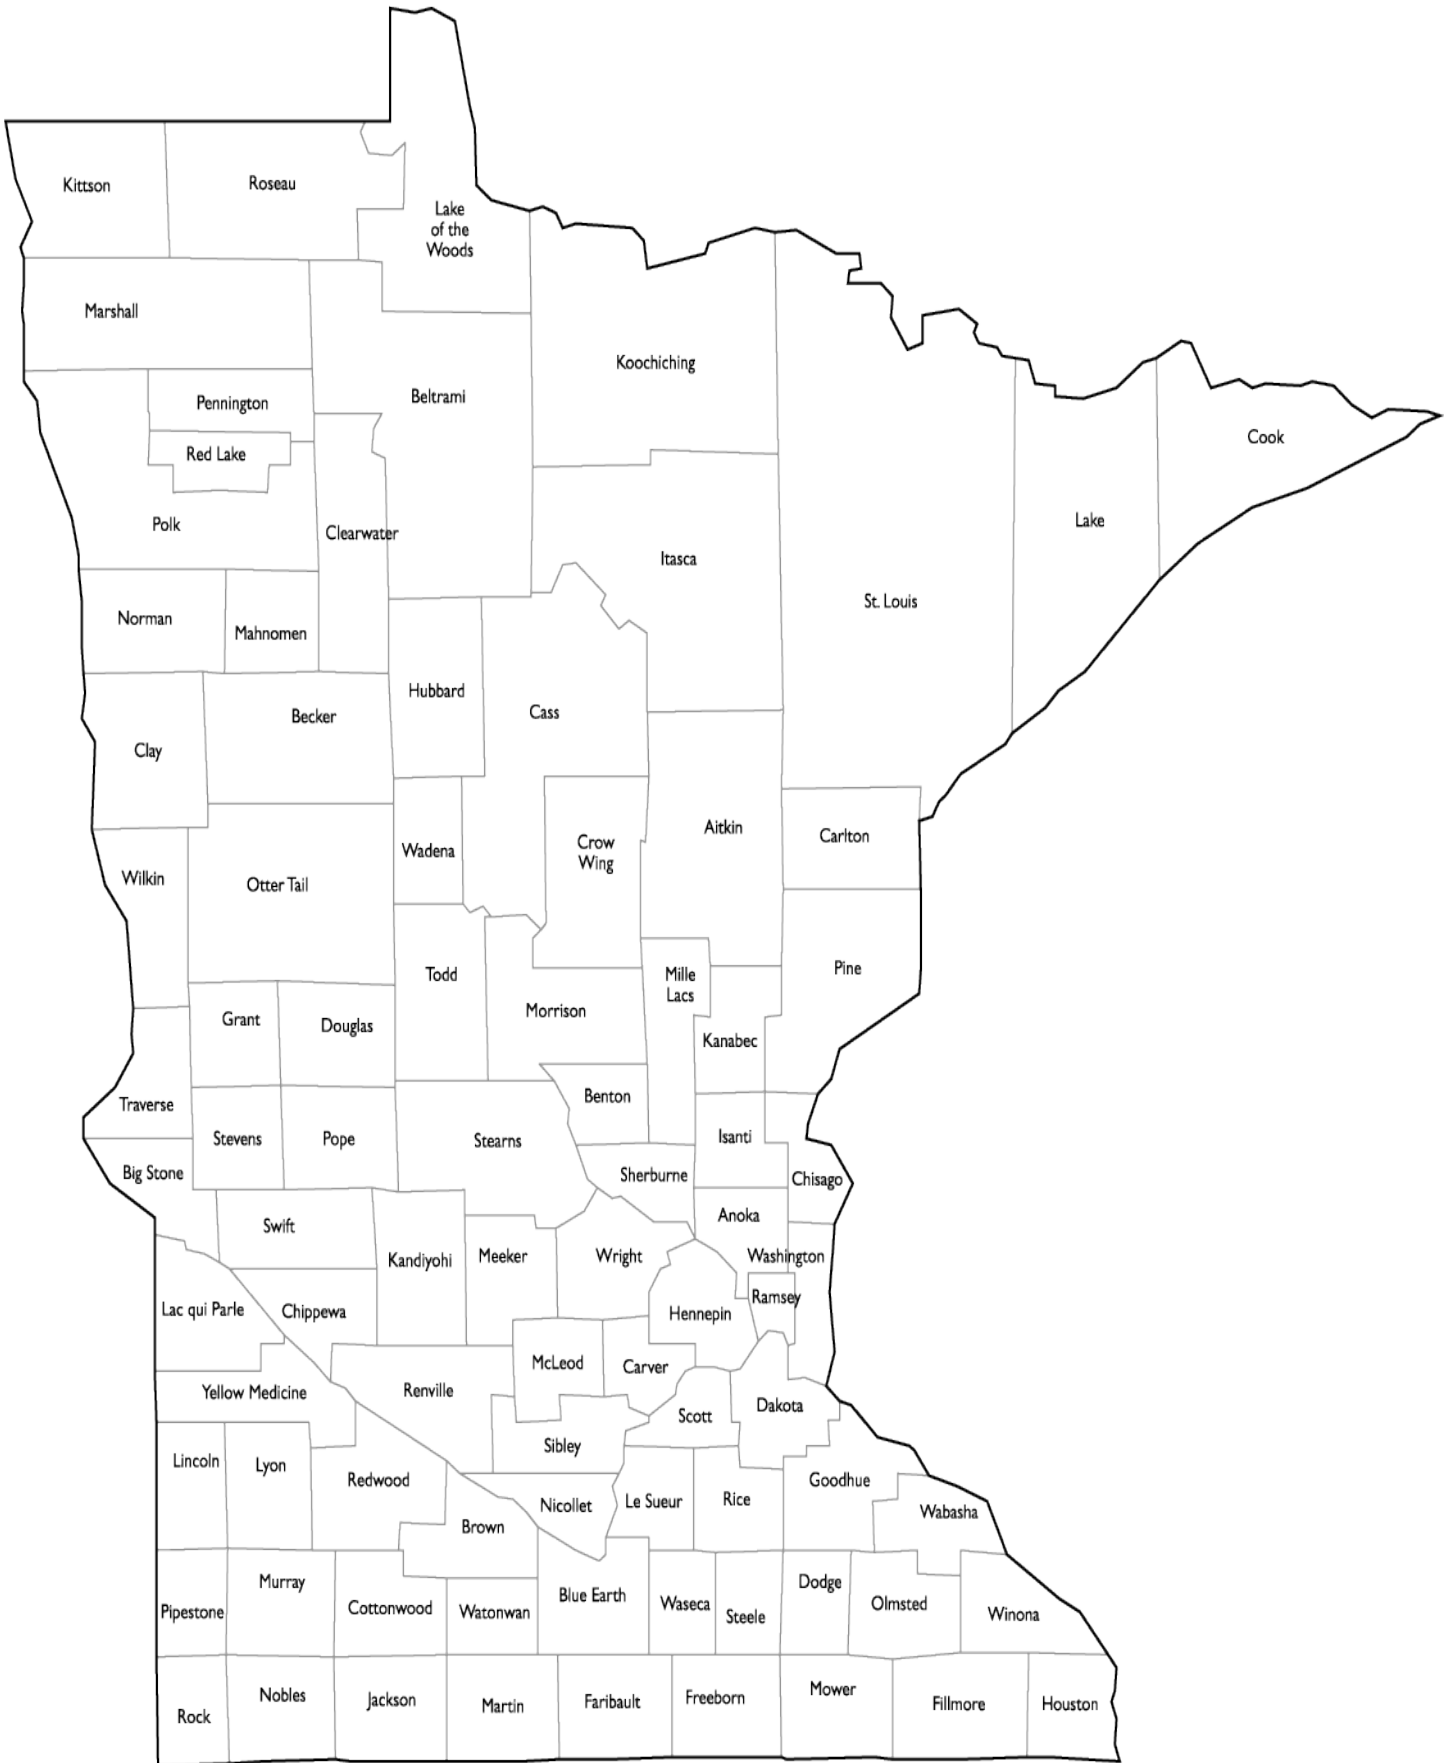 Kittson
Roseau
Lake
of the
Woods
Marshall
Koochiching
Beltrami
Pennington
Cook
Red Lake
Lake
Polk
Clearwater
Itasca
St. Louis
Norman
Mahnomen
Hubbard
Cass
Becker
Clay
Aitkin
Carlton
Crow
Wing
Wadena
Wilkin
Otter Tail
Pine
Todd
Mille
Lacs
Morrison
Grant
Douglas
Kanabec
Benton
Traverse
Isanti
Stevens
Pope
Stearns
Big Stone
Sherburne
Chisago
Anoka
Swift
Kandiyohi
Meeker
Wright
Washington
Ramsey
Lac qui Parle
Chippewa
Hennepin
McLeod
Carver
Yellow Medicine
Renville
Dakota
Scott
Sibley
Lincoln
Lyon
Redwood
Goodhue
Le Sueur
Rice
Nicollet
Wabasha
Brown
Murray
Dodge
Blue Earth
Pipestone
Cottonwood
Watonwan
Waseca
Steele
Olmsted
Winona
Rock
Nobles
Jackson
Martin
Faribault
Freeborn
Mower
Fillmore
Houston